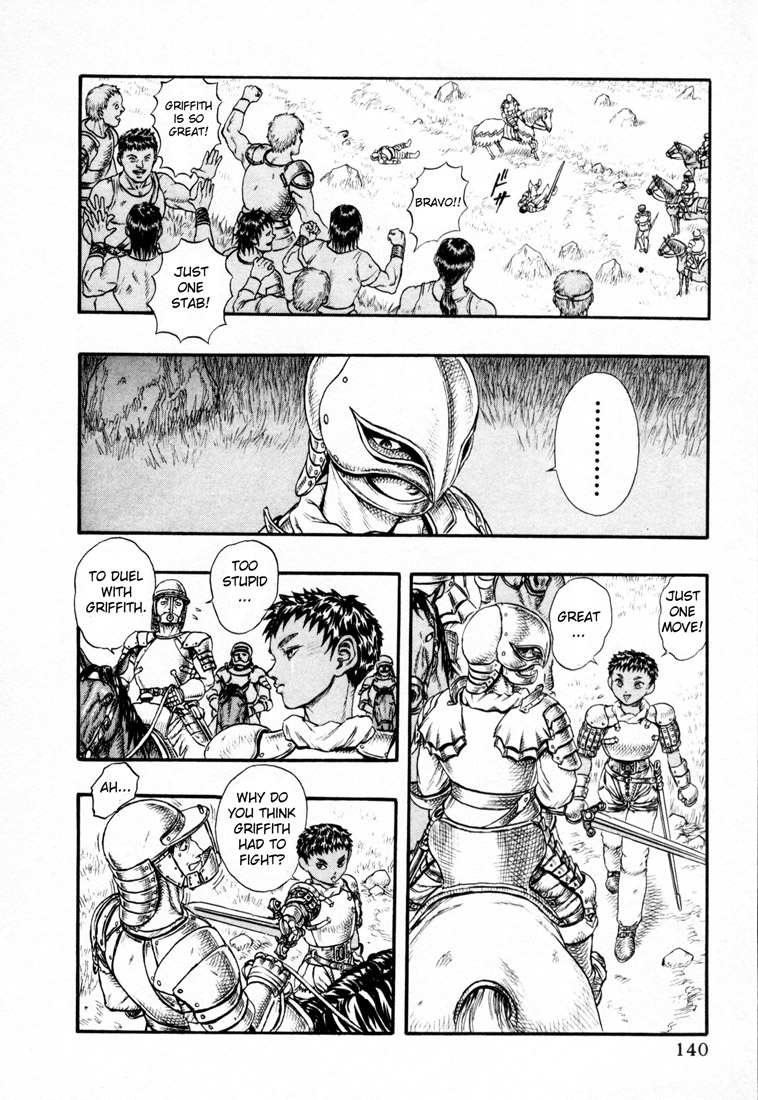 ドサ
BRAVO!!
GRIFFITH
IS SO
GREAT!
JUST
ONE
STAB!
..........
JUST
ONE
MOVE!
GREAT
...
TOO
STUPID
...
TO DUEL
WITH
GRIFFITH.
WHY DO
YOU THINK
GRIFFITH
HAD TO
FIGHT?
AH...
140